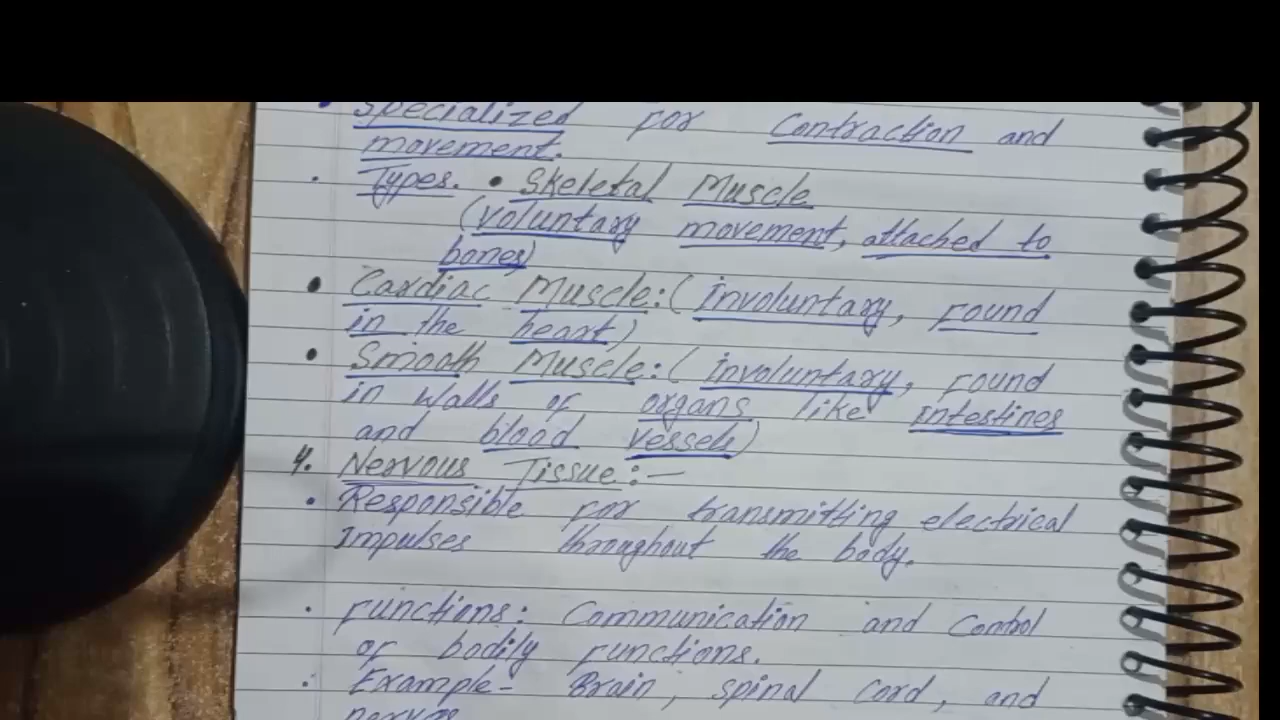 • Specialized for Contraction and
movement.
• Types. • Skeletal Muscle
(voluntary movement, attached to
bones)
• Cardiac Muscle: (Involuntary, found
in the heart)
• Smooth Muscle: (involuntary, found
in walls of organs like intestines
and blood vessels)
4. Nervous Tissue:-
• Responsible for transmitting electrical
impulses throughout the body.
• Functions: Communication and Control
of bodily functions.
• Example- Brain, spinal cord, and
nerves